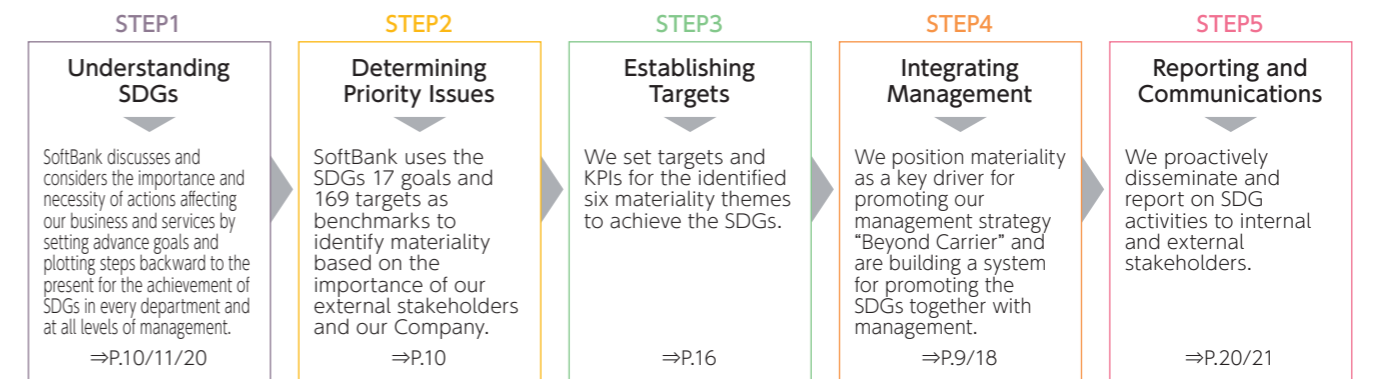 STEP1
Understanding
SDGs
SoftBank discusses and
considers the importance and
necessity of actions affecting
our business and services by
setting advance goals and
plotting steps backward to the
present for the achievement of
SDGs in every department and
at all levels of management.
⇒P.10/11/20
STEP2
Determining
Priority Issues
SoftBank uses the
SDGs 17 goals and
169 targets as
benchmarks to
identify materiality
based on the
importance of our
external stakeholders
and our Company.
⇒P.10
STEP3
Establishing
Targets
We set targets and
KPIs for the identified
six materiality themes
to achieve the SDGs.
⇒P.16
STEP4
Integrating
Management
We position materiality
as a key driver for
promoting our
management strategy
“Beyond Carrier” and
are building a system
for promoting the
SDGs together with
management.
⇒P.9/18
STEP5
Reporting and
Communications
We proactively
disseminate and
report on SDG
activities to internal
and external
stakeholders.
⇒P.20/21